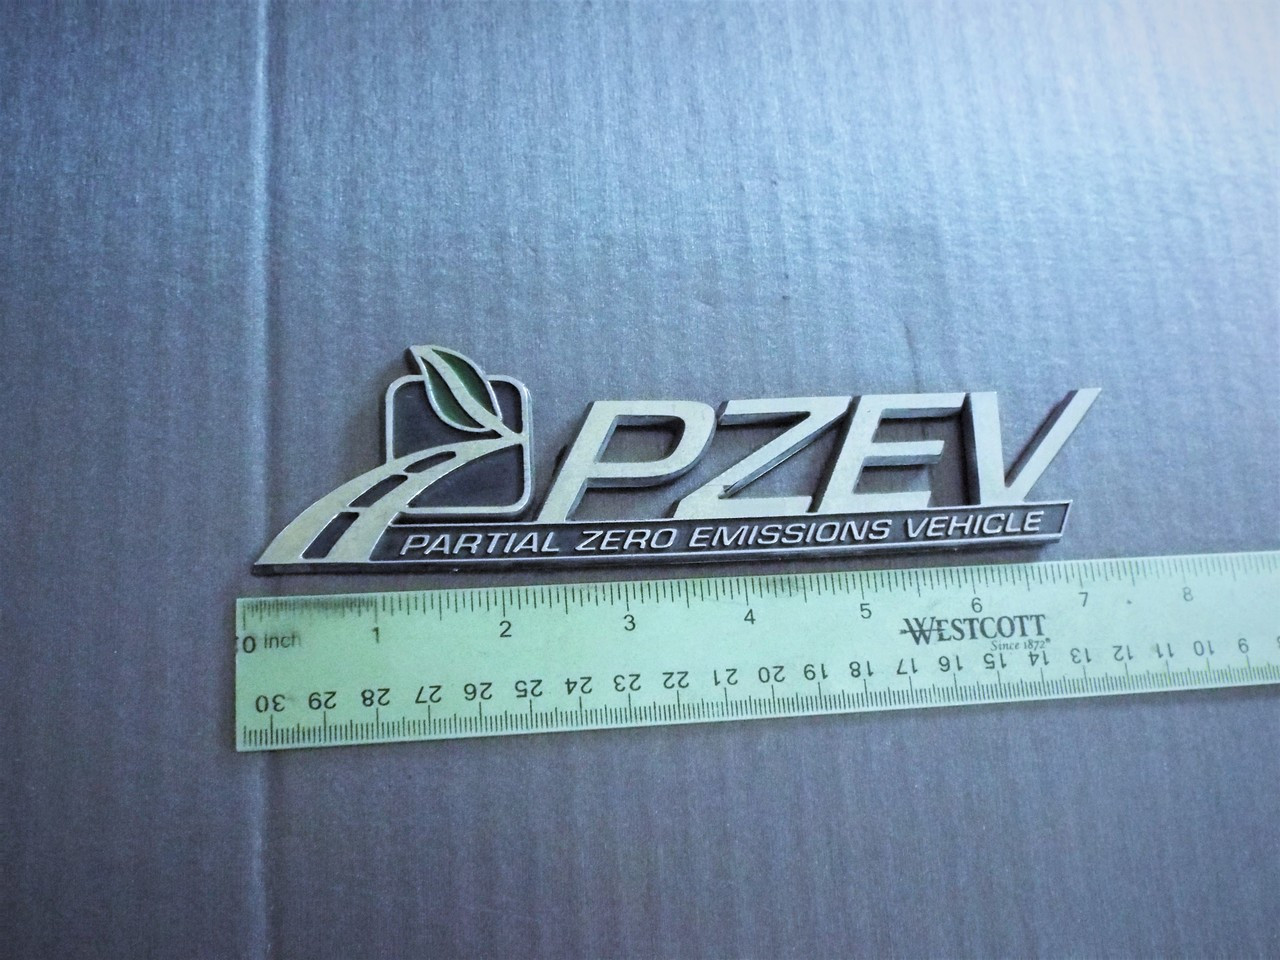 PZEV
PARTIAL ZERO EMISSIONS VEHICLE
0 inch 1 2 3 4 5 6 7 8
WESTCOTT
Since 1872®
30 29 28 27 26 25 24 23 22 21 20 19 18 17 16 15 14 13 12 11 10 9